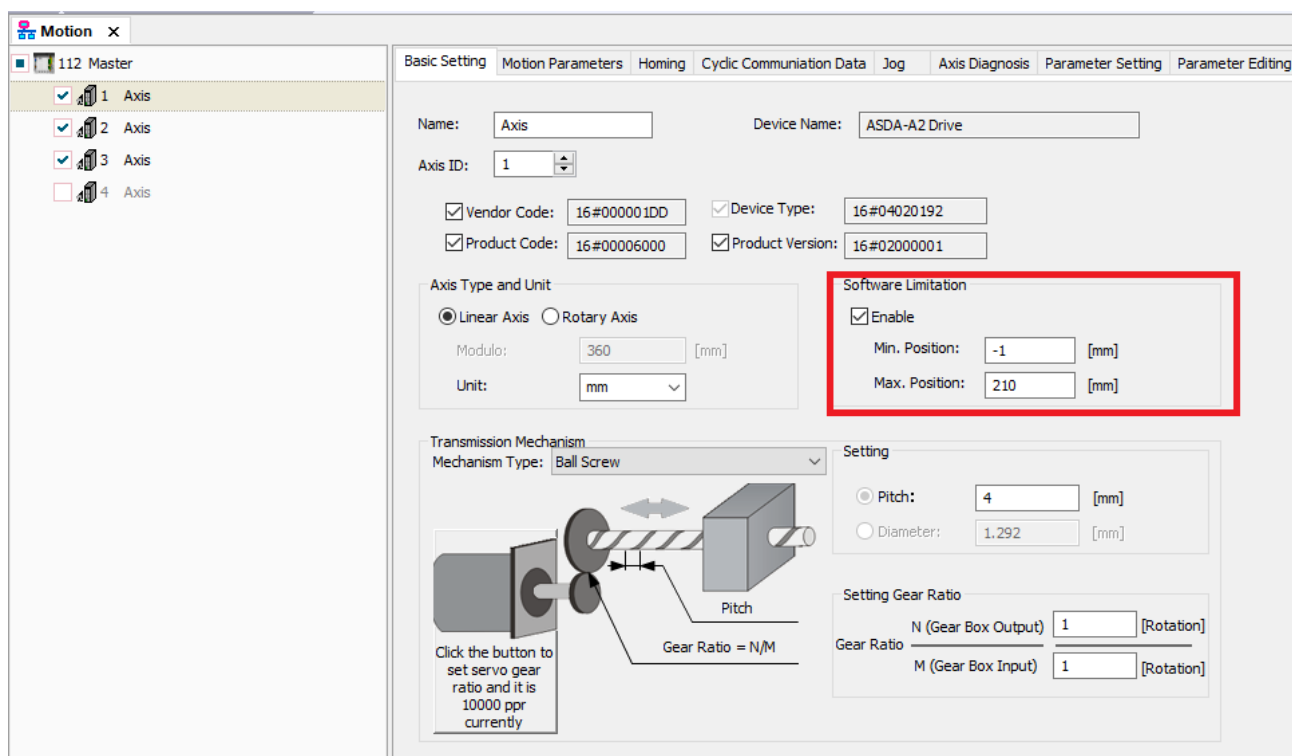 Motion X
112 Master
1 Axis
2 Axis
3 Axis
4 Axis
Basic Setting Motion Parameters Homing Cyclic Communiation Data Jog Axis Diagnosis Parameter Setting Parameter Editing
Name: Axis Device Name: ASDA-A2 Drive
Axis ID: 1
Vendor Code: 16#000001DD Device Type: 16#04020192
Product Code: 16#00006000 Product Version: 16#02000001
Axis Type and Unit
Linear Axis Rotary Axis
Modulo: 360 [mm]
Unit: mm
Software Limitation
Enable
Min. Position: -1 [mm]
Max. Position: 210 [mm]
Transmission Mechanism
Mechanism Type: Ball Screw
Click the button to
set servo gear
ratio and it is
10000 ppr
currently
Pitch
Gear Ratio = N/M
Setting
Pitch: 4 [mm]
Diameter: 1.292 [mm]
Setting Gear Ratio
N (Gear Box Output) 1 [Rotation]
Gear Ratio
M (Gear Box Input) 1 [Rotation]